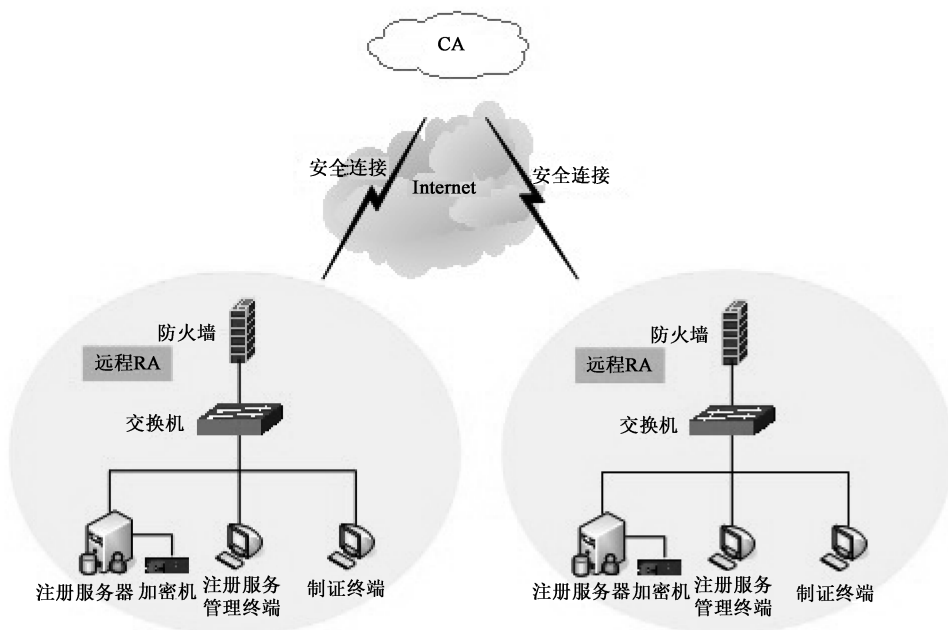 CA
安全连接
Internet
安全连接
防火墙
远程RA
交换机
注册服务器
加密机
注册服务
管理终端
制证终端
防火墙
远程RA
交换机
注册服务器
加密机
注册服务
管理终端
制证终端